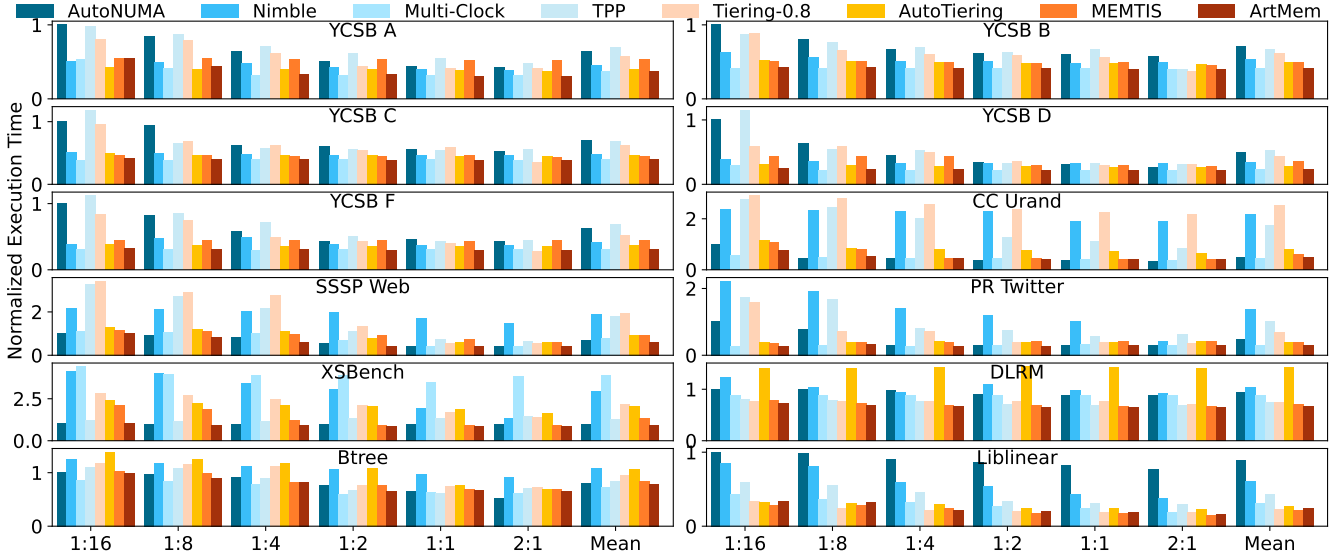 AutoNUMA Nimble Multi-Clock TPP Tiering-0.8 AutoTiering MEMTIS ArtMem
Normalized Execution Time
YCSB A
1
0
YCSB B
1
0
YCSB C
1
0
YCSB D
1
0
YCSB F
1
0
CC Urand
2
0
SSSP Web
2
0
PR Twitter
2
0
XSBench
2.5
0.0
DLRM
1
0
Btree
1
0
Liblinear
1
0
1:16 1:8 1:4 1:2 1:1 2:1 Mean
1:16 1:8 1:4 1:2 1:1 2:1 Mean